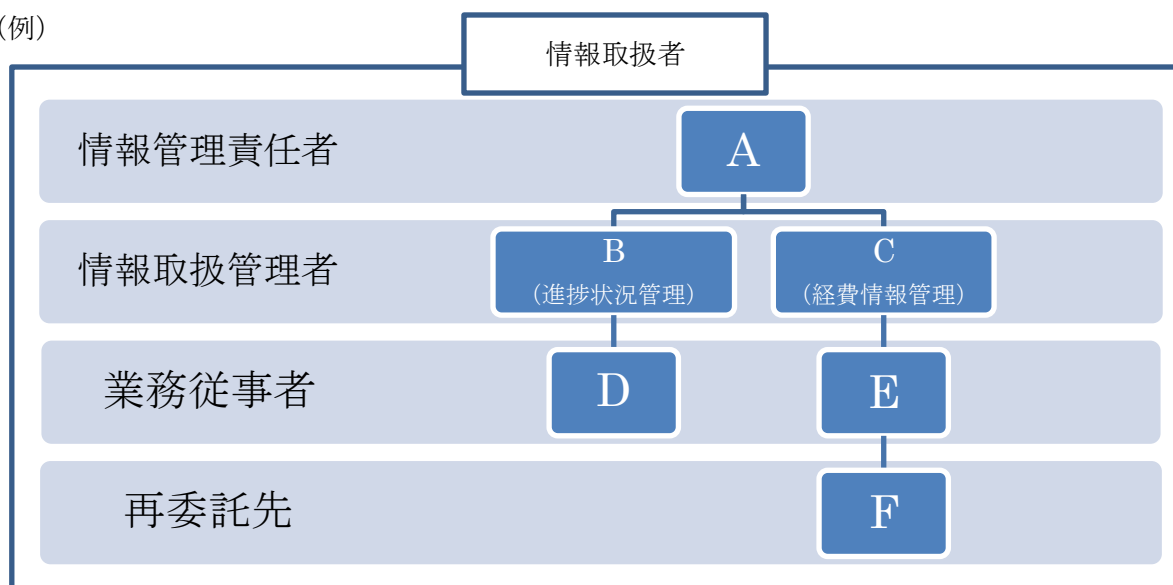 (例)
情報取扱者
情報管理責任者
A
情報取扱管理者
B
(進捗状況管理)
C
(経費情報管理)
業務従事者
D
E
再委託先
F